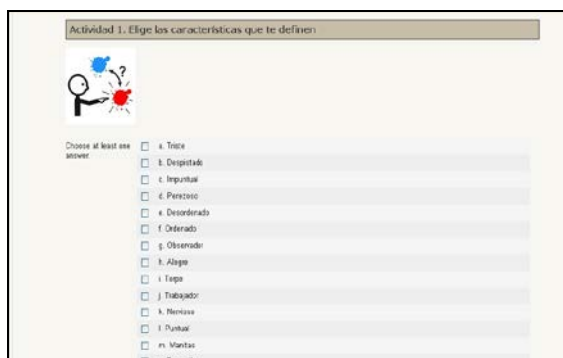 Actividad 1. Elige las características que te definen
?
Choose at least one
answer.
a. Triste
b. Despistado
c. Impuntual
d. Perezoso
e. Desordenado
f. Ordenado
g. Observador
h. Alegre
i. Torpe
j. Trabajador
k. Nervioso
l. Puntual
m. Manitas